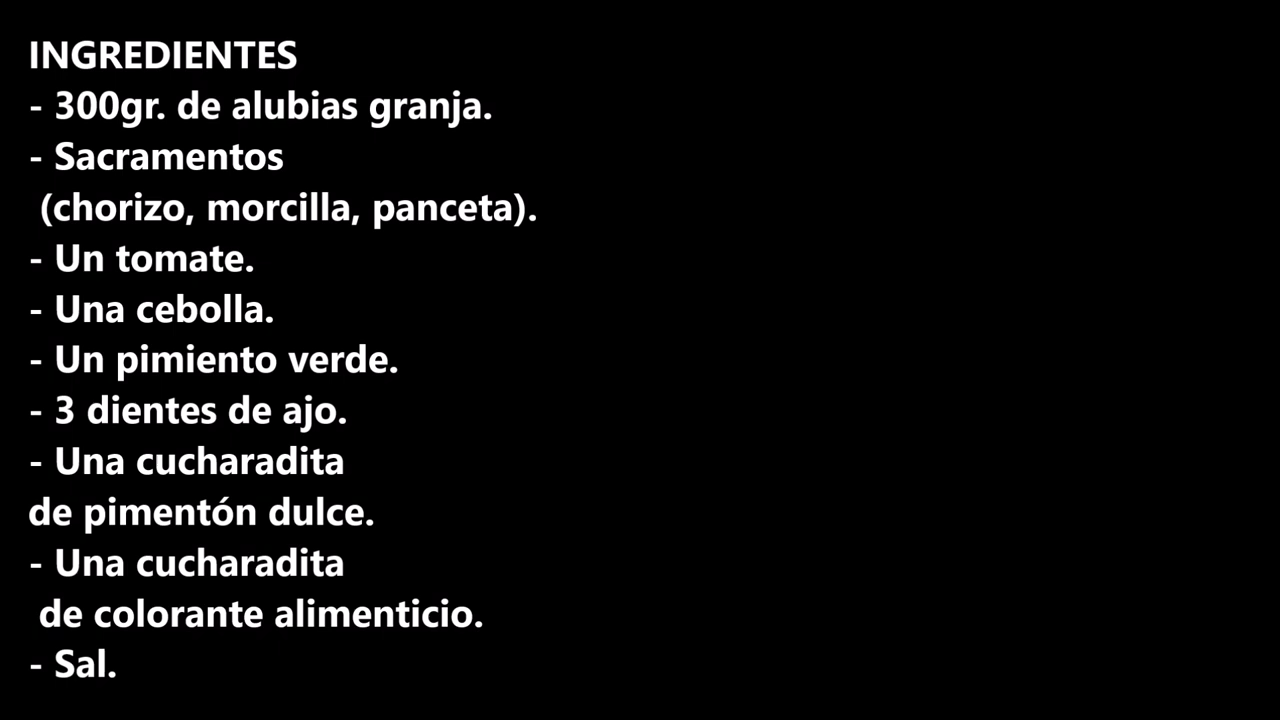 INGREDIENTES
- 300gr. de alubias granja.
- Sacramentos
(chorizo, morcilla, panceta).
- Un tomate.
- Una cebolla.
- Un pimiento verde.
- 3 dientes de ajo.
- Una cucharadita
de pimentón dulce.
- Una cucharadita
de colorante alimenticio.
- Sal.